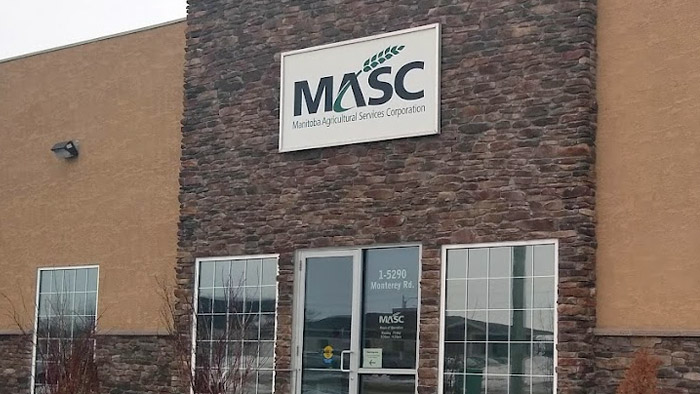 MASC
Manitoba Agricultural Services Corporation
1-5290
Monterey Rd.
MASC